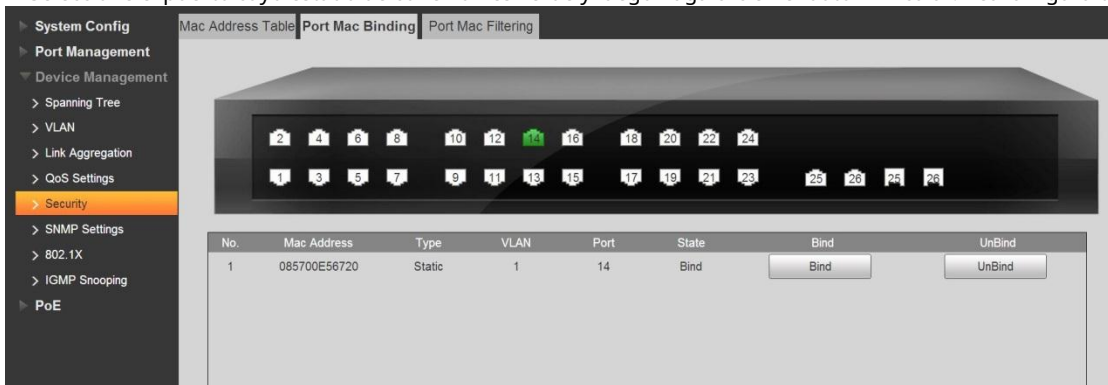 System Config
Port Management
Device Management
> Spanning Tree
> VLAN
> Link Aggregation
> QoS Settings
> Security
> SNMP Settings
> 802.1X
> IGMP Snooping
PoE
Mac Address Table Port Mac Binding Port Mac Filtering
2 4 6 8 10 12 14 16 18 20 22 24
1 3 5 7 9 11 13 15 17 19 21 23 25 26 25 26
No. Mac Address Type VLAN Port State Bind UnBind
1 085700E56720 Static 1 14 Bind Bind UnBind